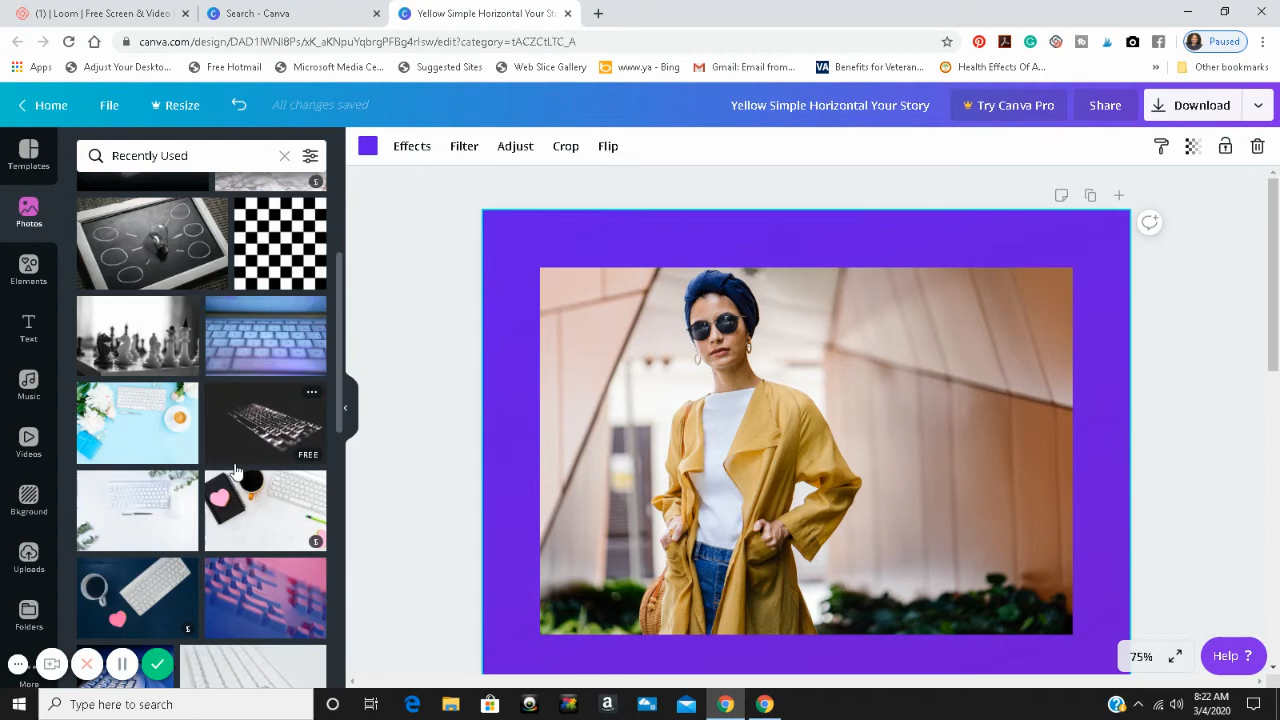 (1) | Loom | Free Screen & Video F
Search - Canva
Yellow Simple Horizontal Your Sto
canva.com/design/DAD1IWNI8Ps/iK_aKNpuYqbroPFBg4rIsw/edit?category=tACZCtLTC_A
Paused
Apps
Adjust Your Deskto...
Free Hotmail
Microsoft Media Ce...
Suggested Sites
Web Slice Gallery
www.ya - Bing
Gmail: Email from...
Benefits for Veteran...
Health Effects Of A...
»
Other bookmarks
Home
File
Resize
All changes saved
Yellow Simple Horizontal Your Story
Try Canva Pro
Share
Download
Templates
Photos
Elements
Text
Music
Videos
Bkground
Uploads
Folders
More
Recently Used
FREE
Effects
Filter
Adjust
Crop
Flip
75%
Help ?
Type here to search
8:22 AM
3/4/2020